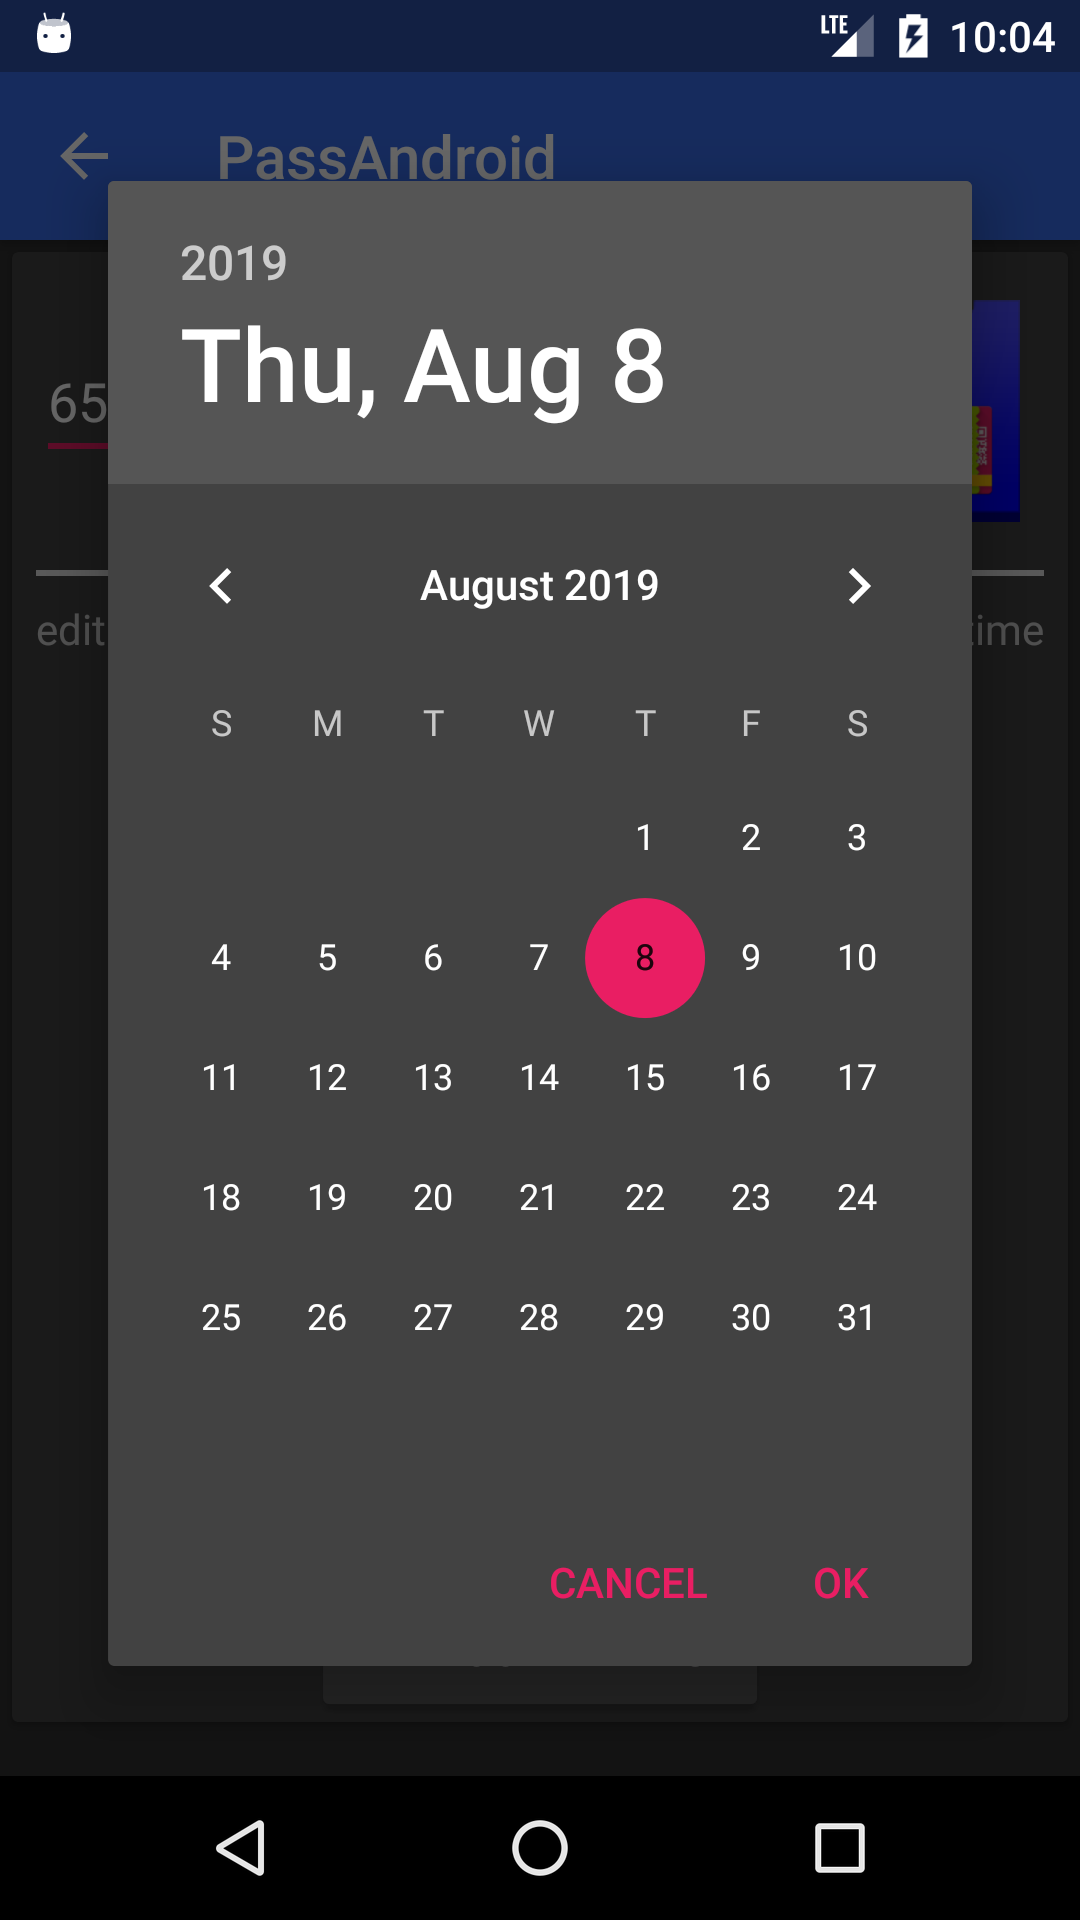 LTE 10:04
PassAndroid
2019
Thu, Aug 8
65
August 2019
edit
time
S M T W T F S
1 2 3
4 5 6 7 8 9 10
11 12 13 14 15 16 17
18 19 20 21 22 23 24
25 26 27 28 29 30 31
CANCEL OK